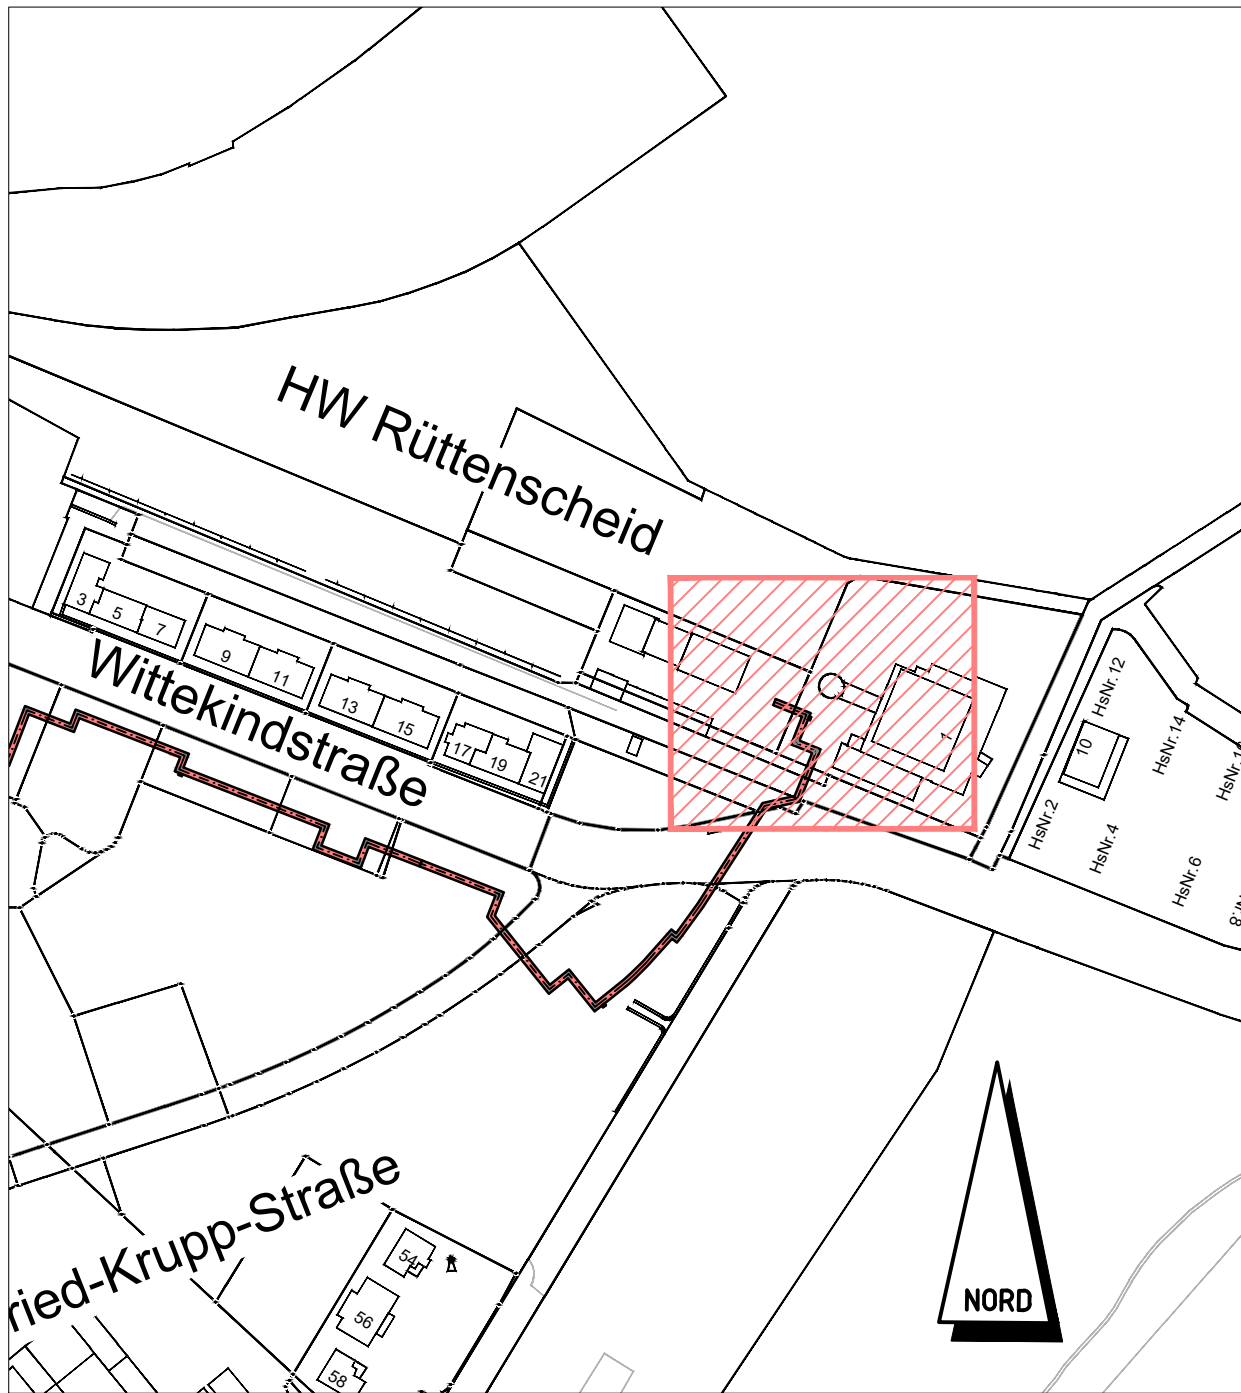 HW Rüttenscheid
3
5
7
9
11
13
15
17
19
21
Wittekindstraße
1
10
HsNr. 12
HsNr. 14
HsNr. 2
HsNr. 4
HsNr. 6
ried-Krupp-Straße
54
56
58
NORD